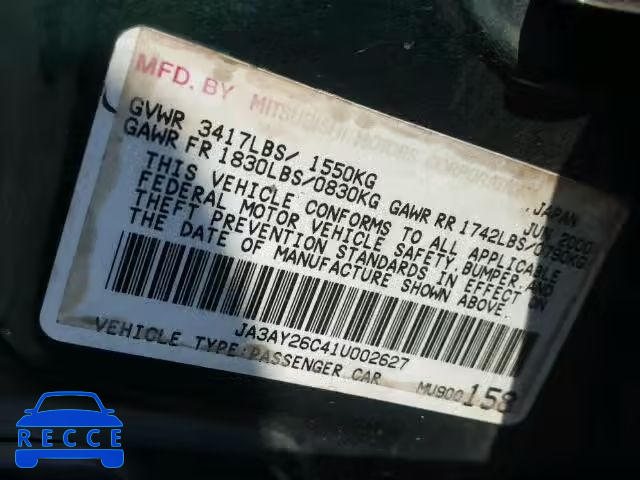 MFD. BY MITSUBISHI MOTORS CORPORATION, JAPAN
GVWR 3417LBS/ 1550KG JUN 2000
GAWR FR 1830LBS/0830KG GAWR RR 1742LBS/0790KG
THIS VEHICLE CONFORMS TO ALL APPLICABLE
FEDERAL MOTOR VEHICLE SAFETY, BUMPER, AND
THEFT PREVENTION STANDARDS IN EFFECT ON
THE DATE OF MANUFACTURE SHOWN ABOVE.
JA3AY26C41U002627
VEHICLE TYPE: PASSENGER CAR
MU900158
RECCE